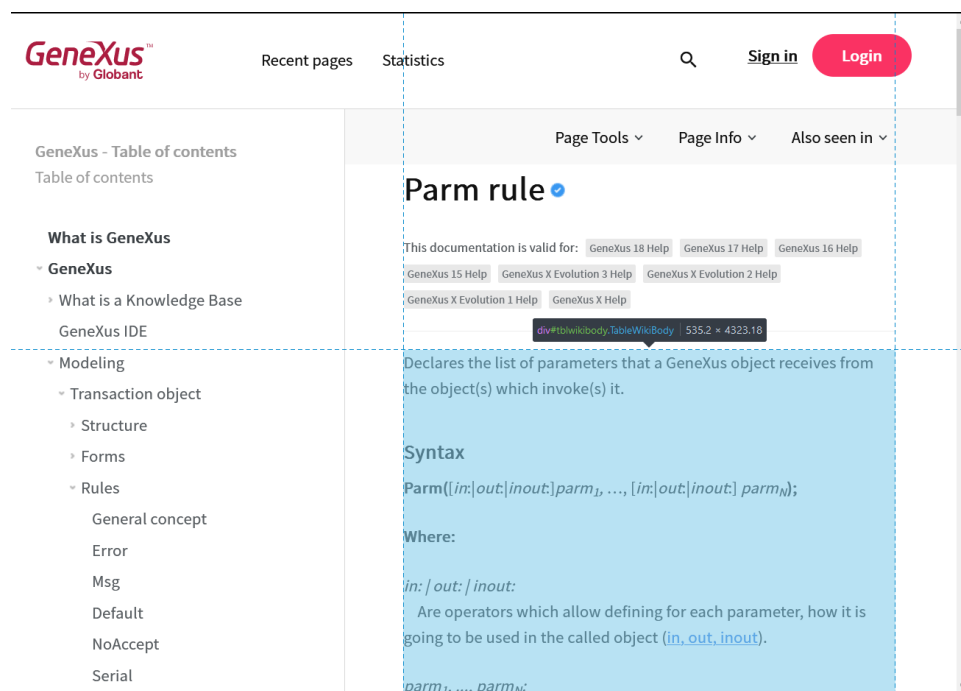 GeneXus™
by Globant
Recent pages
Statistics
Sign in
Login
Page Tools
Page Info
Also seen in
GeneXus - Table of contents
Table of contents
What is GeneXus
GeneXus
What is a Knowledge Base
GeneXus IDE
Modeling
Transaction object
Structure
Forms
Rules
General concept
Error
Msg
Default
NoAccept
Serial
Parm rule
This documentation is valid for: GeneXus 18 Help GeneXus 17 Help GeneXus 16 Help
GeneXus 15 Help GeneXus X Evolution 3 Help GeneXus X Evolution 2 Help
GeneXus X Evolution 1 Help GeneXus X Help
div#tblwikibody.TableWikiBody 535.2 × 4323.18
Declares the list of parameters that a GeneXus object receives from
the object(s) which invoke(s) it.
Syntax
Parm([in:|out:|inout:]parm1, …, [in:|out:|inout:] parmN);
Where:
in: | out: | inout:
Are operators which allow defining for each parameter, how it is
going to be used in the called object (in, out, inout).
parm1, ..., parmN: